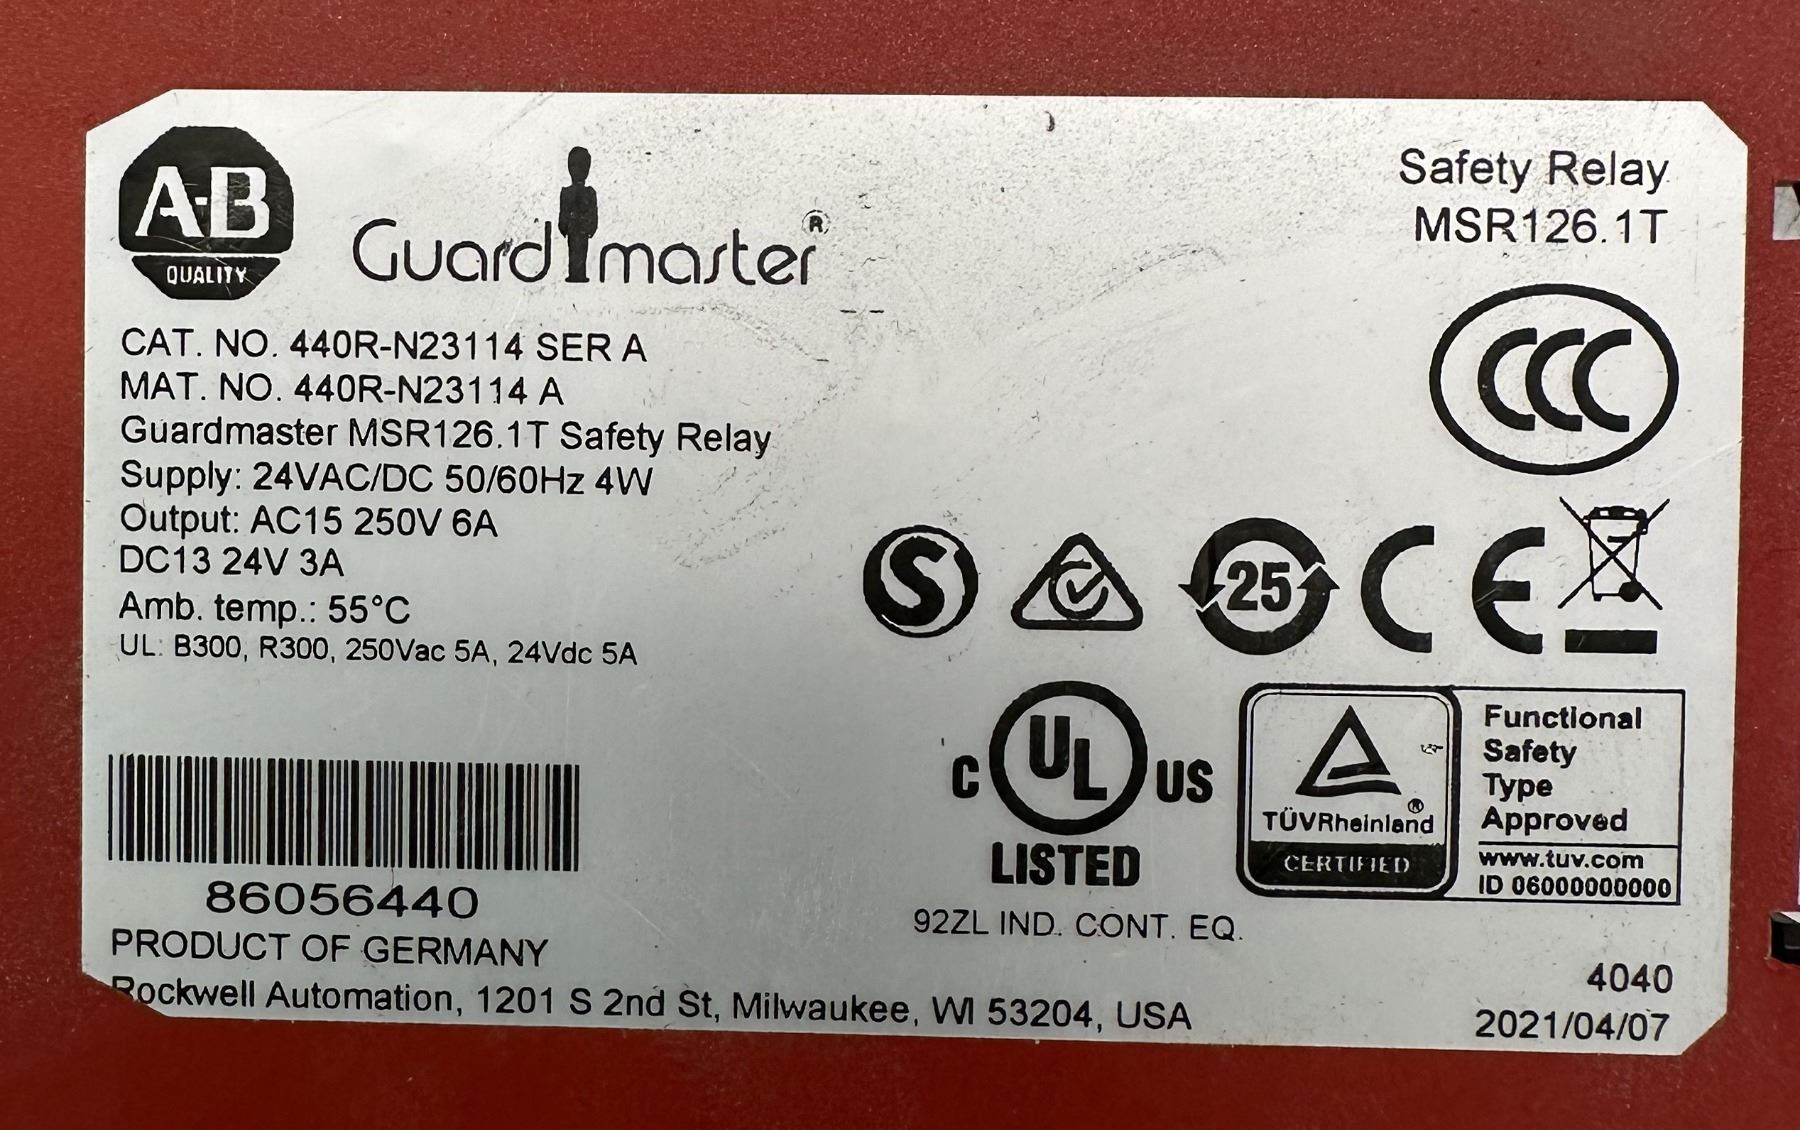 A-B
QUALITY
Guardmaster®
Safety Relay
MSR126.1T
CAT. NO. 440R-N23114 SER A
MAT. NO. 440R-N23114 A
Guardmaster MSR126.1T Safety Relay
Supply: 24VAC/DC 50/60Hz 4W
Output: AC15 250V 6A
DC13 24V 3A
Amb. temp.: 55°C
UL: B300, R300, 250Vac 5A, 24Vdc 5A
CCC
S
25
CE
C UL US
LISTED
92ZL IND. CONT. EQ.
TÜVRheinland®
CERTIFIED
Functional
Safety
Type
Approved
www.tuv.com
ID 06000000000
86056440
PRODUCT OF GERMANY
Rockwell Automation, 1201 S 2nd St, Milwaukee, WI 53204, USA
4040
2021/04/07